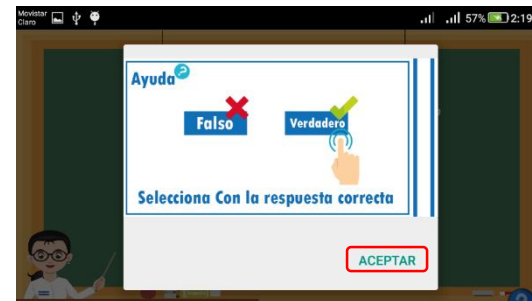 Movistar
Claro
57% 2:19
Ayuda
Falso
Verdadero
Selecciona Con la respuesta correcta
ACEPTAR